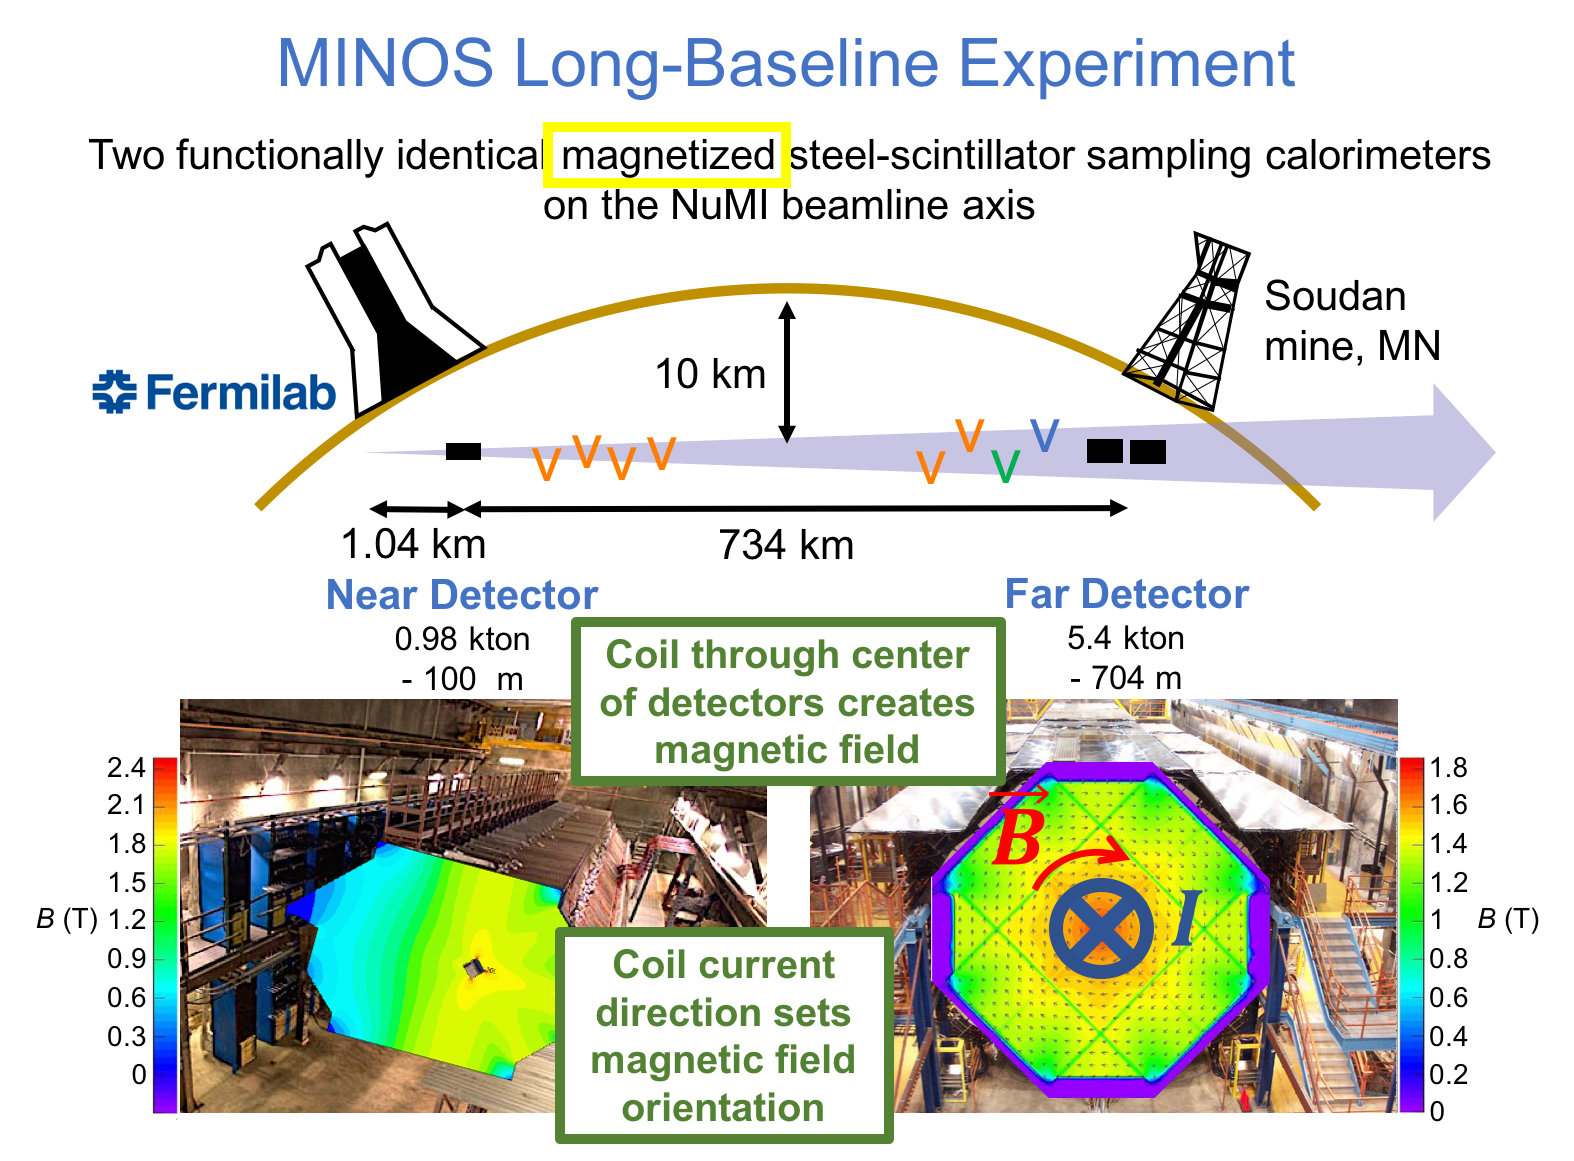 MINOS Long-Baseline Experiment
Two functionally identical magnetized steel-scintillator sampling calorimeters
on the NuMI beamline axis
Soudan
mine, MN
10 km
Fermilab
ν ν ν ν ν ν ν ν
1.04 km
734 km
Near Detector
0.98 kton
- 100 m
Far Detector
5.4 kton
- 704 m
Coil through center
of detectors creates
magnetic field
2.4
2.1
1.8
1.5
1.2
0.9
0.6
0.3
0
B (T)
B
I
Coil current
direction sets
magnetic field
orientation
1.8
1.6
1.4
1.2
1
0.8
0.6
0.4
0.2
0
B (T)